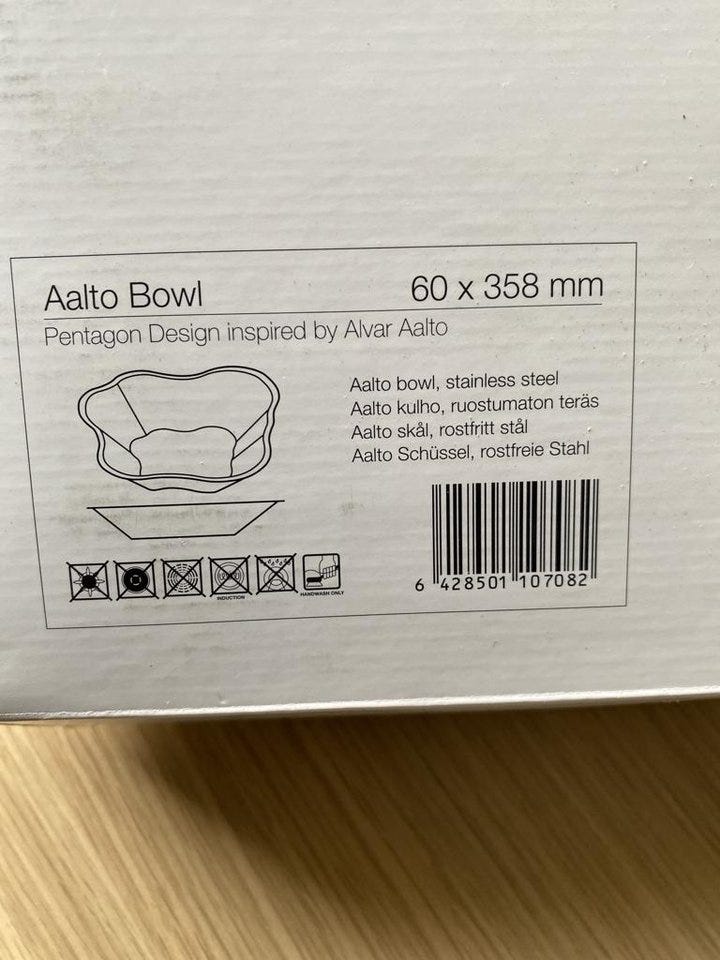 Aalto Bowl 60 x 358 mm
Pentagon Design inspired by Alvar Aalto
Aalto bowl, stainless steel
Aalto kulho, ruostumaton teräs
Aalto skål, rostfritt stål
Aalto Schüssel, rostfreie Stahl
INDUCTION HANDWASH ONLY
6 428501 107082